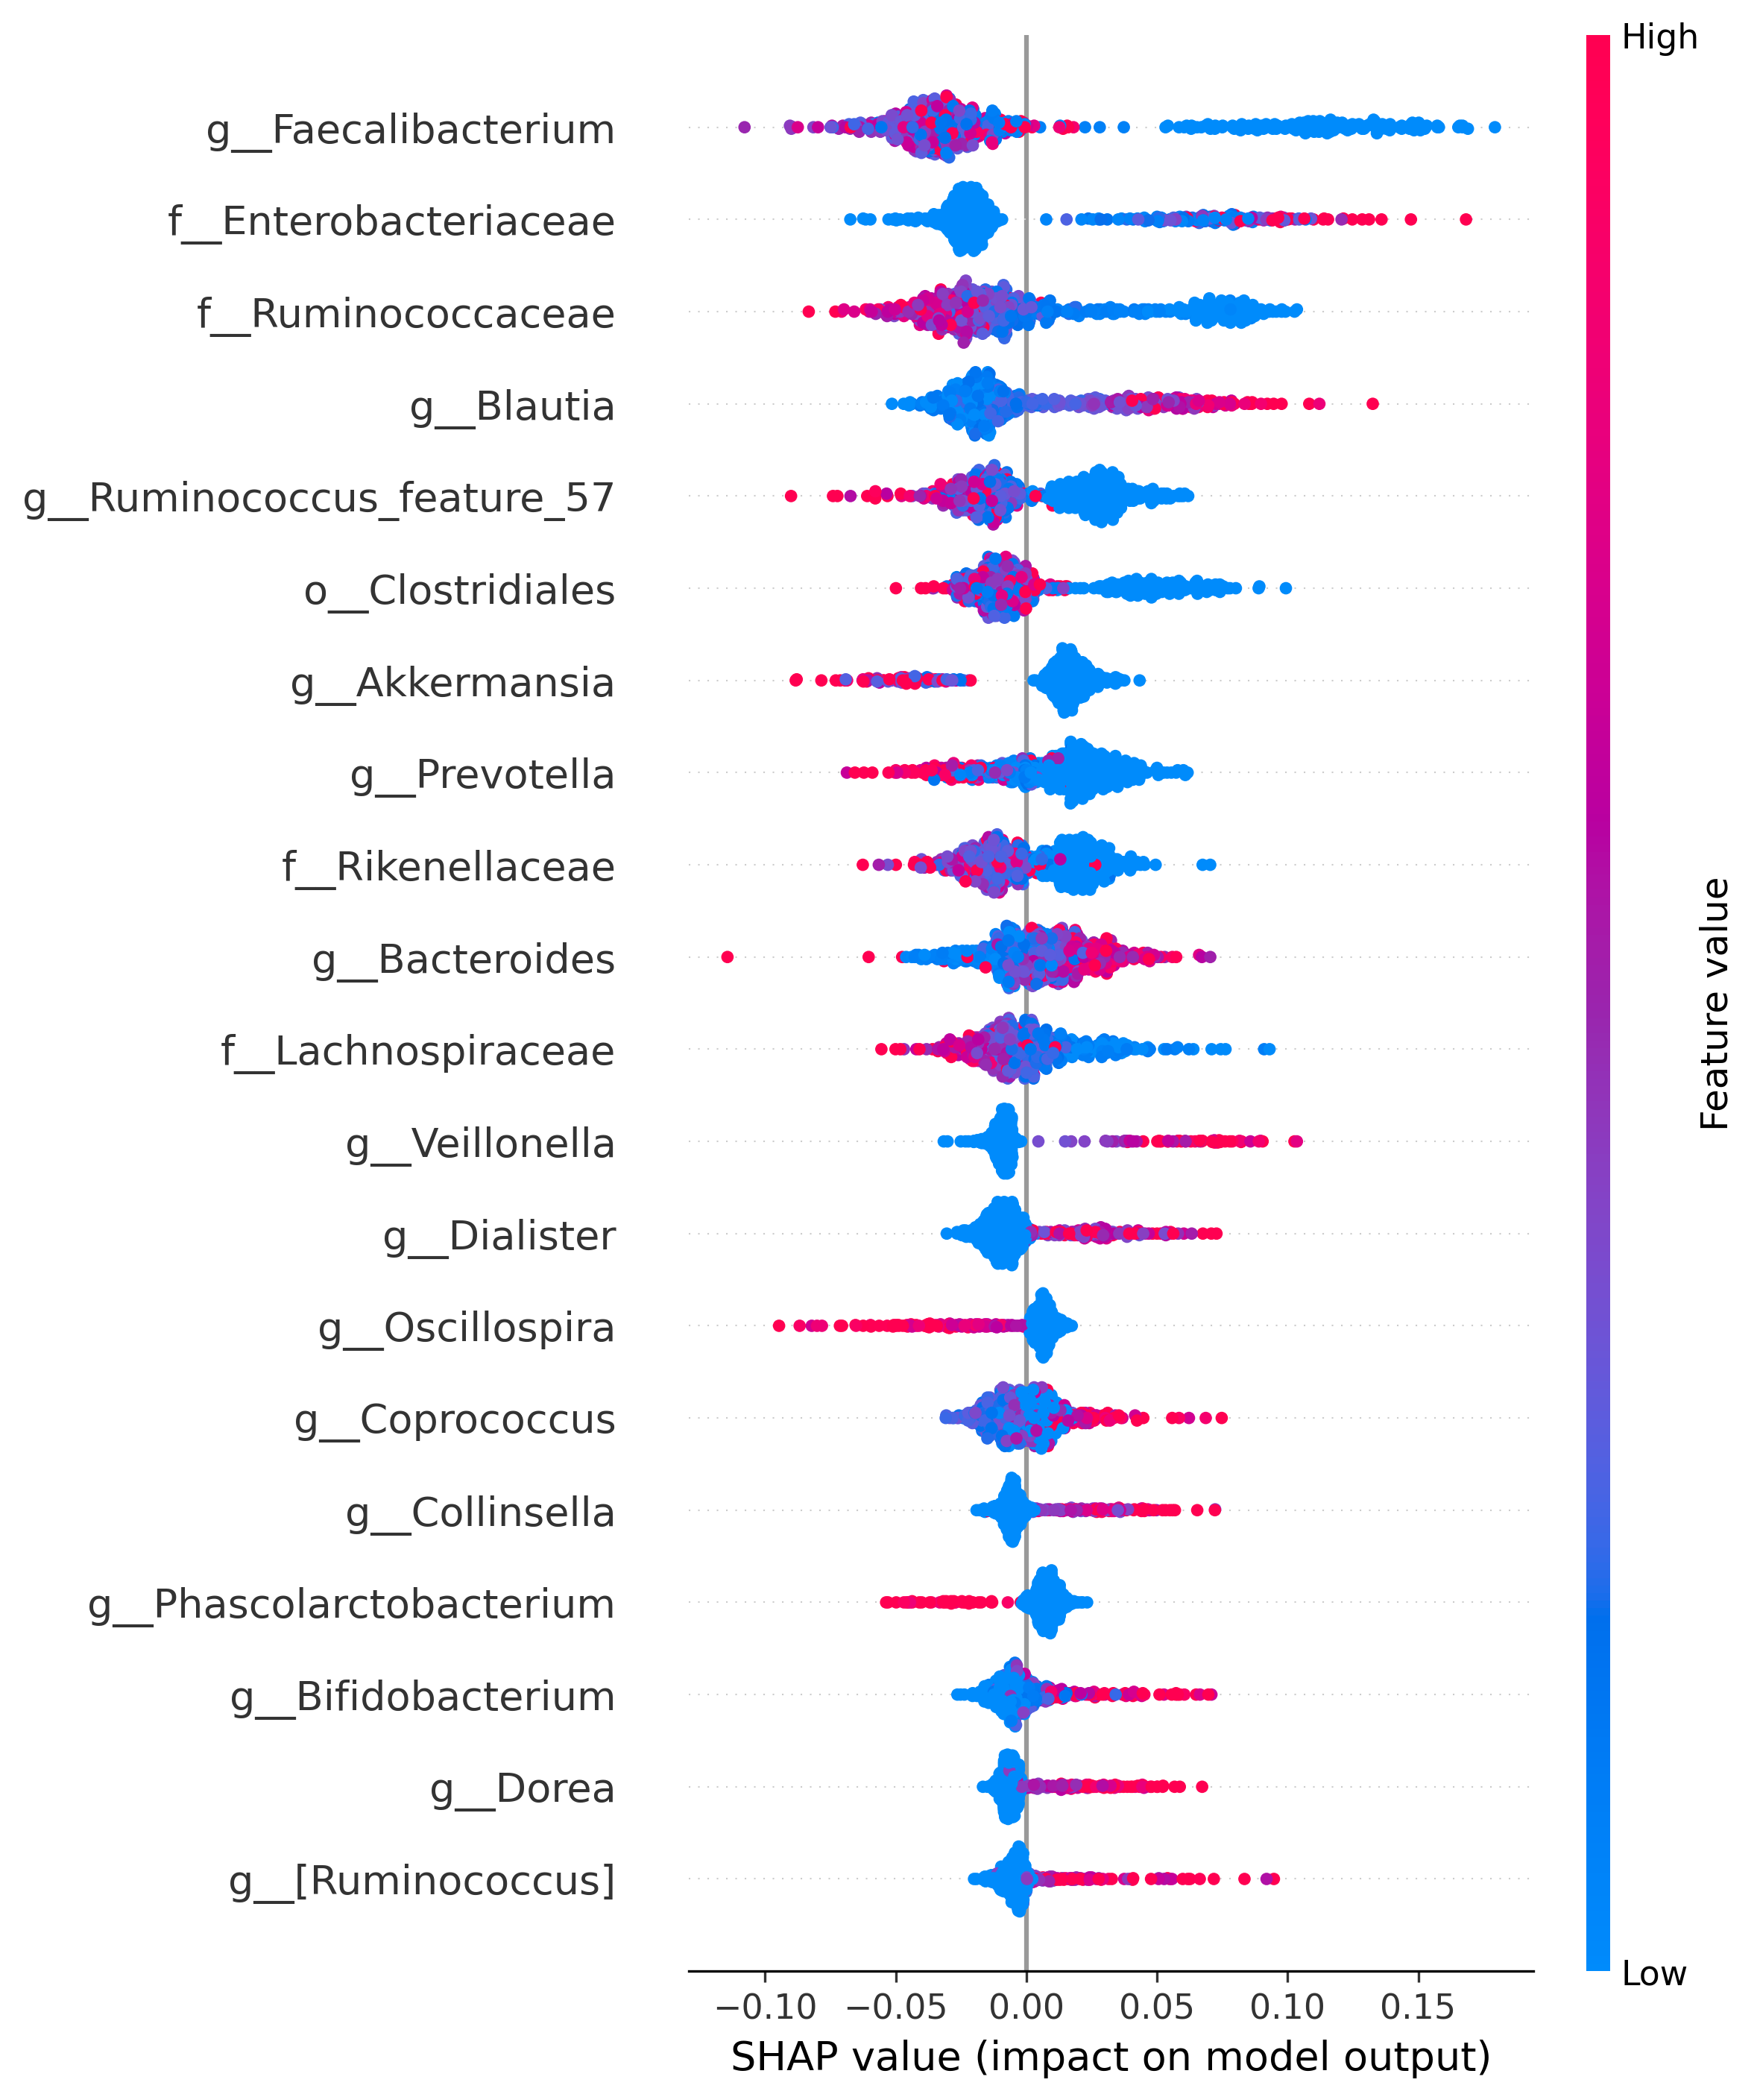 High
g__Faecalibacterium
f__Enterobacteriaceae
f__Ruminococcaceae
g__Blautia
g__Ruminococcus_feature_57
o__Clostridiales
g__Akkermansia
g__Prevotella
f__Rikenellaceae
g__Bacteroides
f__Lachnospiraceae
g__Veillonella
g__Dialister
g__Oscillospira
g__Coprococcus
g__Collinsella
g__Phascolarctobacterium
g__Bifidobacterium
g__Dorea
g__[Ruminococcus]
Feature value
Low
−0.10 −0.05 0.00 0.05 0.10 0.15
SHAP value (impact on model output)